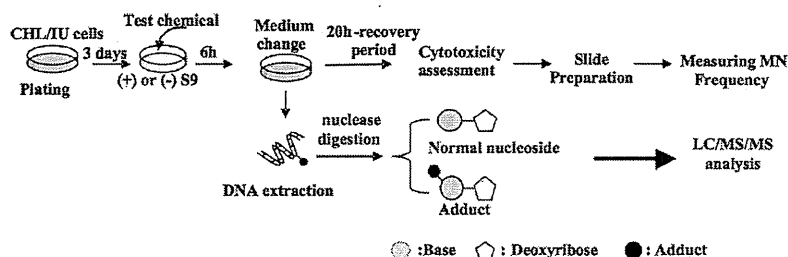 Test chemical
CHL/IU cells
3 days
6h
Plating
(+) or (-) S9
Medium
change
20h-recovery
period
Cytotoxicity
assessment
Slide
Preparation
Measuring MN
Frequency
DNA extraction
nuclease
digestion
Normal nucleoside
Adduct
LC/MS/MS
analysis
:Base
: Deoxyribose
: Adduct